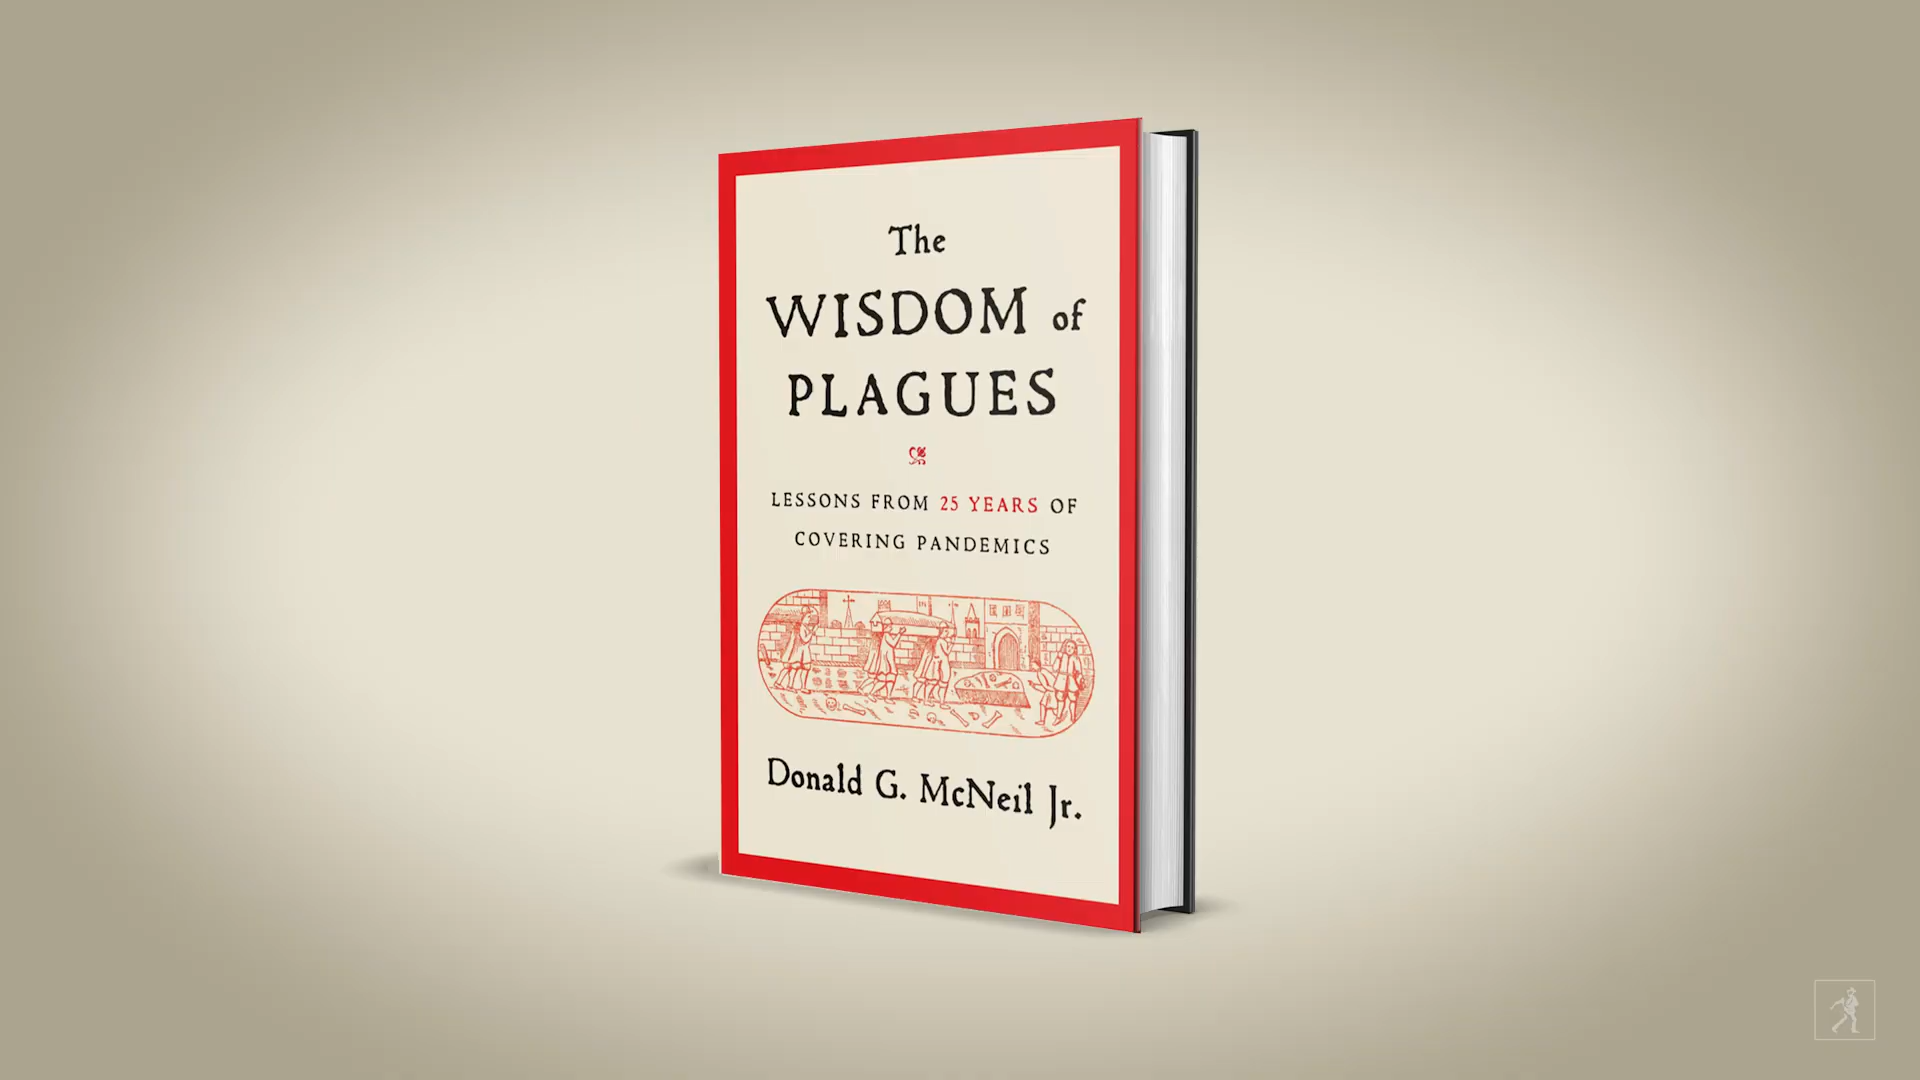 The
WISDOM of
PLAGUES
LESSONS FROM 25 YEARS OF
COVERING PANDEMICS
Donald G. McNeil Jr.